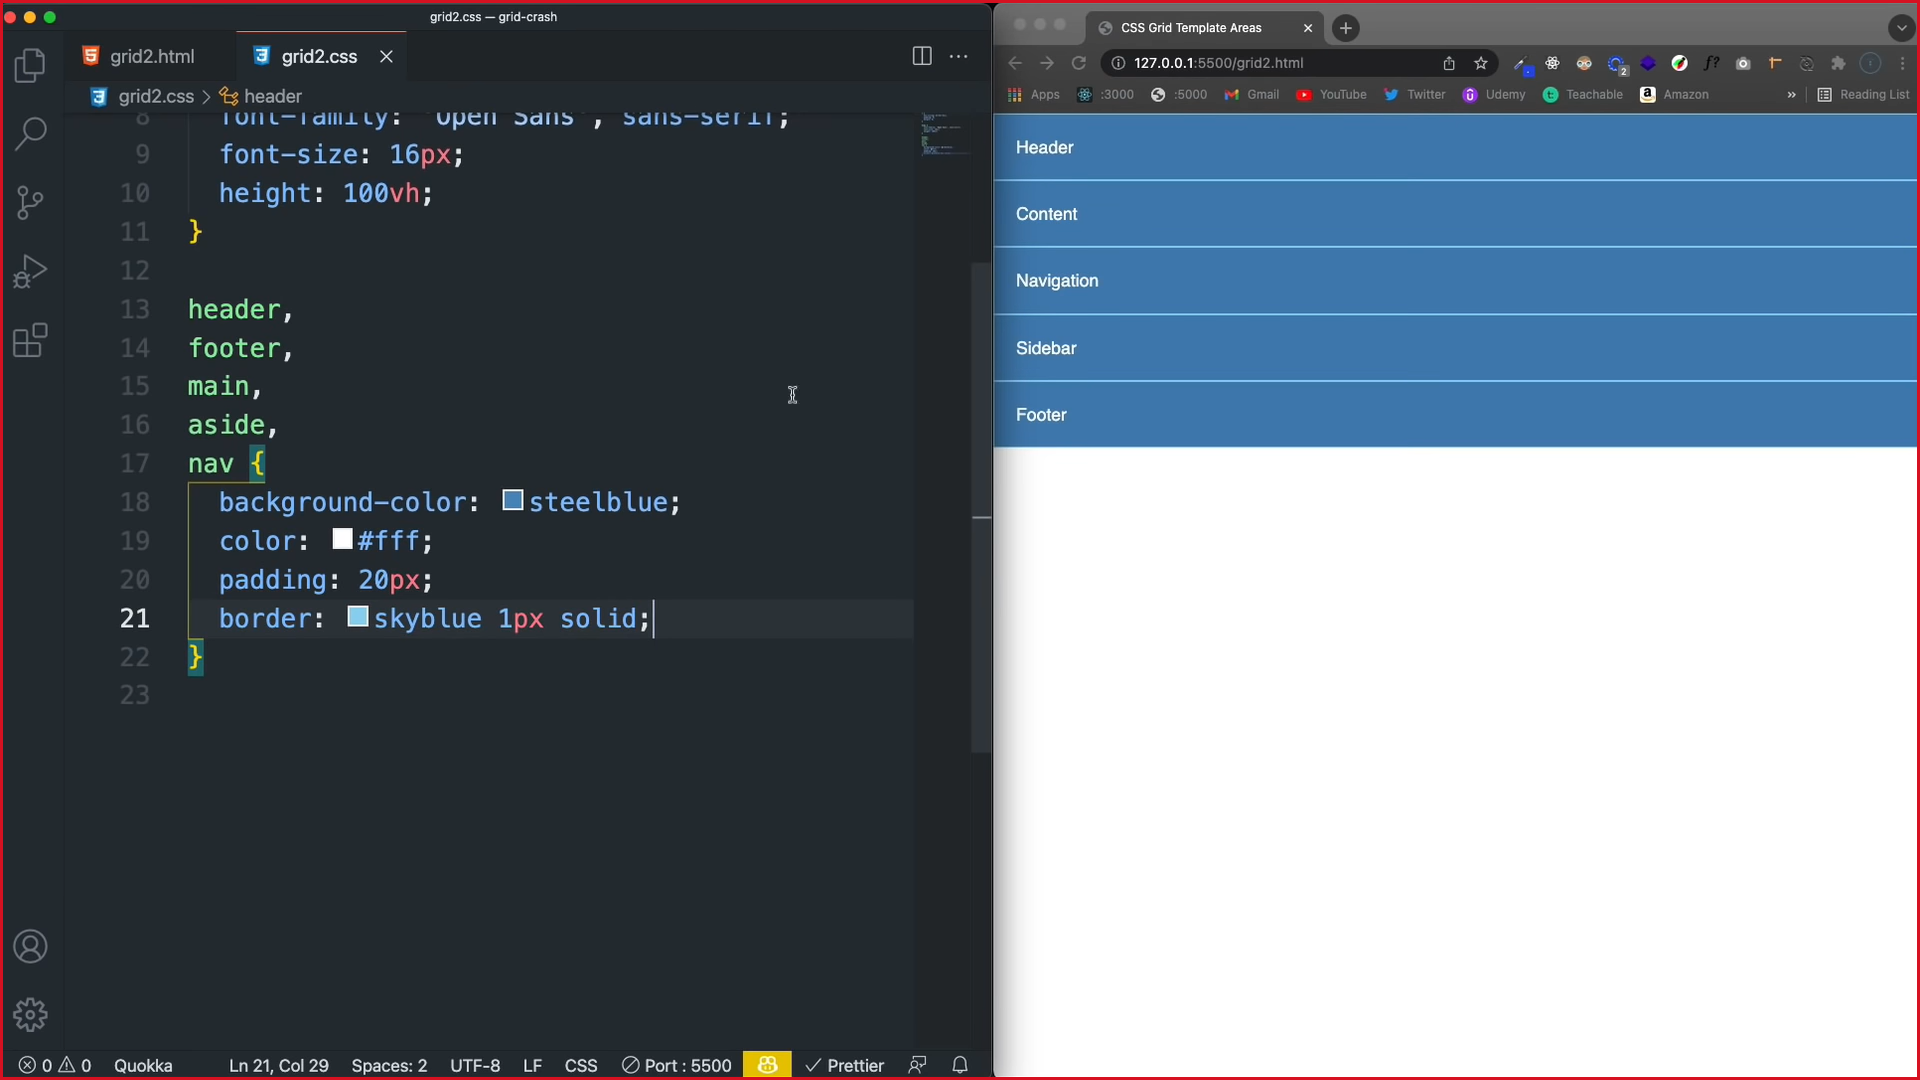 grid2.css — grid-crash
grid2.html
grid2.css
grid2.css > header
8 font-family: 'Open Sans', sans-serif;
9 font-size: 16px;
10 height: 100vh;
11 }
12
13 header,
14 footer,
15 main,
16 aside,
17 nav {
18 background-color: steelblue;
19 color: #fff;
20 padding: 20px;
21 border: skyblue 1px solid;
22 }
23
0 0 Quokka Ln 21, Col 29 Spaces: 2 UTF-8 LF CSS Port : 5500 Prettier
CSS Grid Template Areas
127.0.0.1:5500/grid2.html
2
f?
Apps :3000 :5000 Gmail YouTube Twitter Udemy Teachable Amazon » Reading List
Header
Content
Navigation
Sidebar
Footer